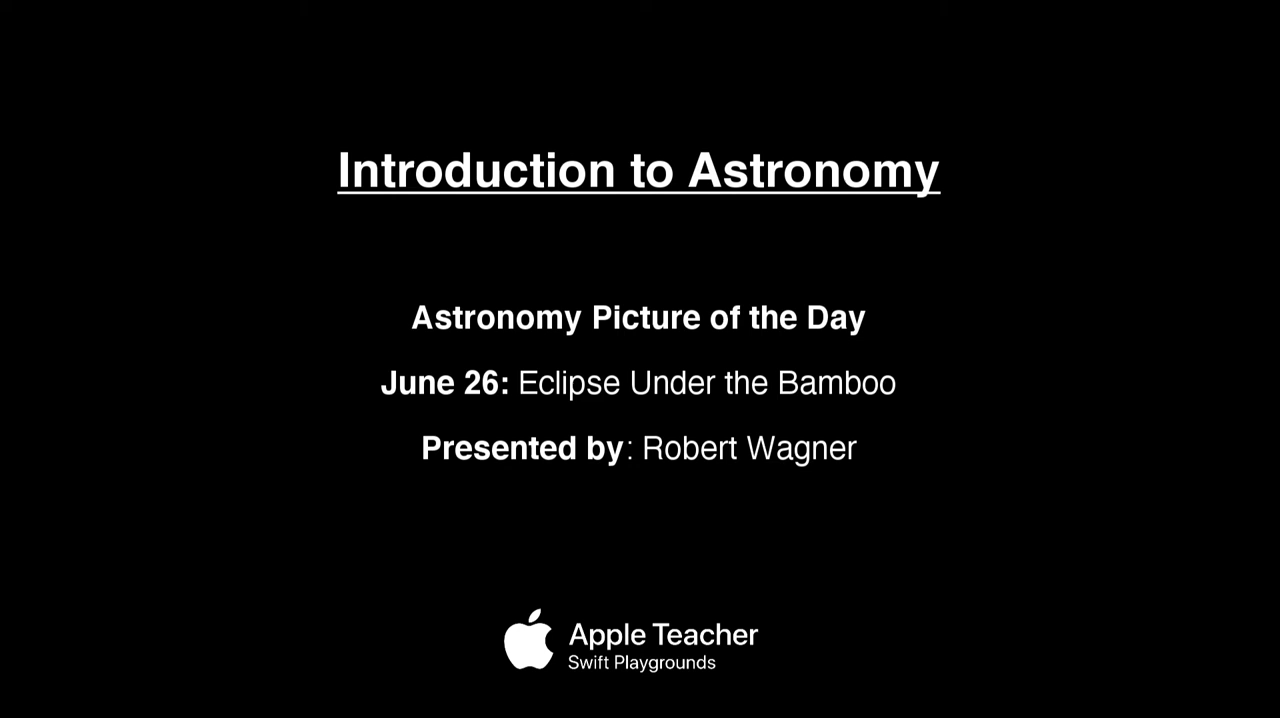 Introduction to Astronomy
Astronomy Picture of the Day
June 26: Eclipse Under the Bamboo
Presented by: Robert Wagner
Apple Teacher
Swift Playgrounds